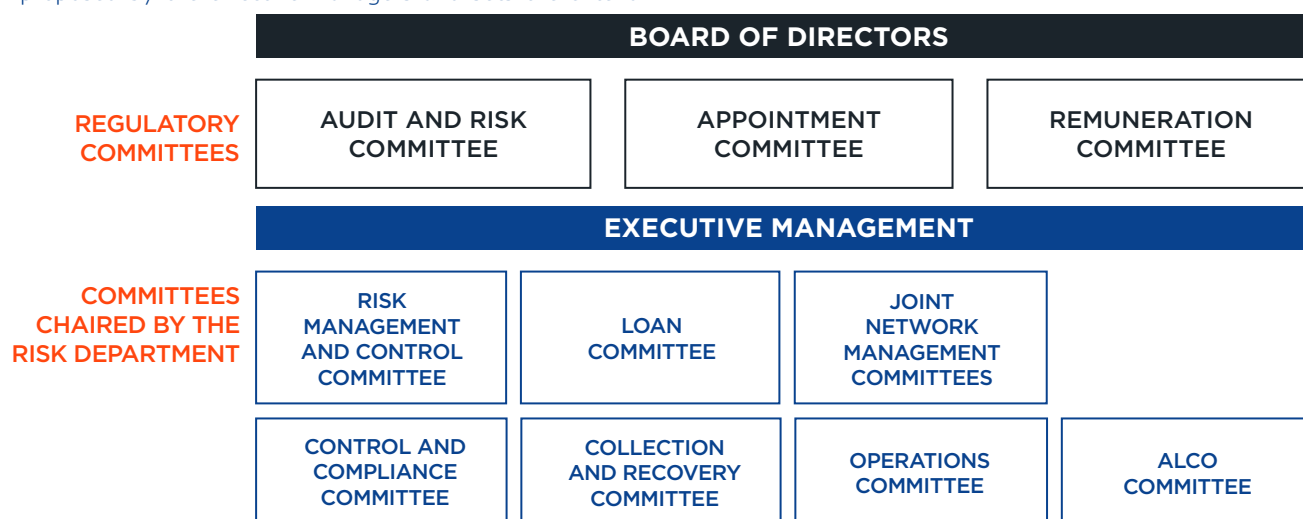 BOARD OF DIRECTORS
REGULATORY
COMMITTEES
AUDIT AND RISK
COMMITTEE
APPOINTMENT
COMMITTEE
REMUNERATION
COMMITTEE
EXECUTIVE MANAGEMENT
COMMITTEES
CHAIRED BY THE
RISK DEPARTMENT
RISK
MANAGEMENT
AND CONTROL
COMMITTEE
LOAN
COMMITTEE
JOINT
NETWORK
MANAGEMENT
COMMITTEES
CONTROL AND
COMPLIANCE
COMMITTEE
COLLECTION
AND RECOVERY
COMMITTEE
OPERATIONS
COMMITTEE
ALCO
COMMITTEE